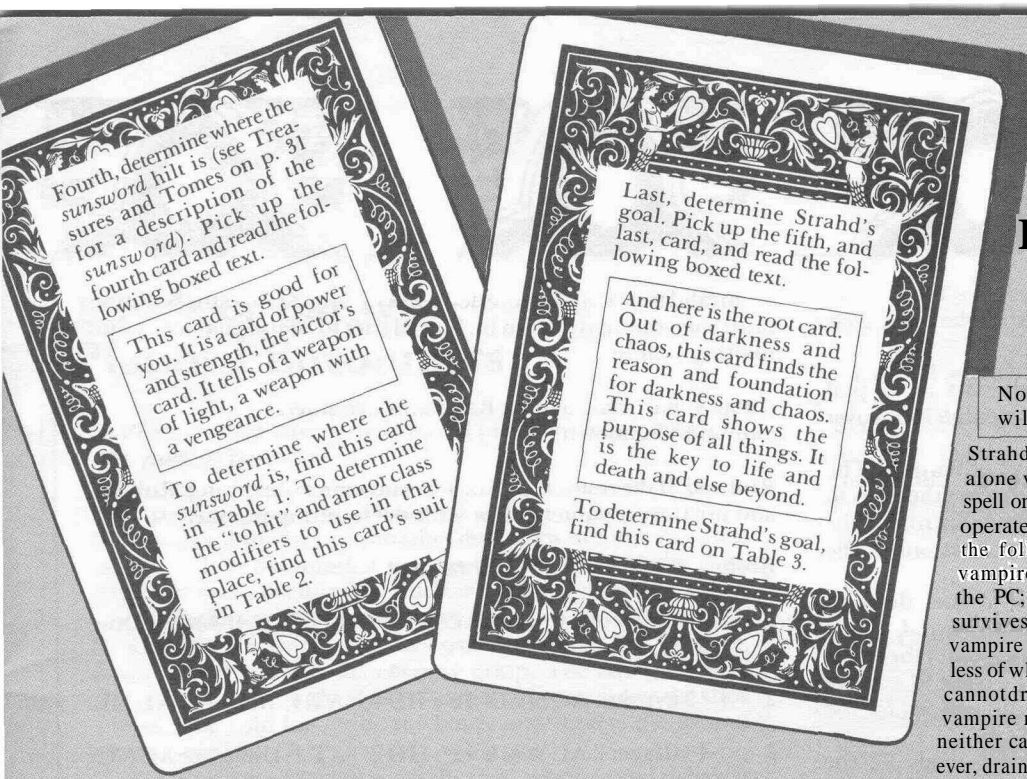 Fourth, determine where the
sunsword hilt is (see Trea-
sures and Tomes on p. 31
for a description of the
sunsword). Pick up the
fourth card and read the fol-
lowing boxed text.
This card is good for
you. It is a card of power
and strength, the victor's
card. It tells of a weapon
of light, a weapon with
a vengeance.
To determine where the
sunsword is, find this card
in Table 1. To determine
the "to hit" and armor class
modifiers to use in that
place, find this card's suit
in Table 2.
Last, determine Strahd's
goal. Pick up the fifth, and
last, card, and read the fol-
lowing boxed text.
And here is the root card.
Out of darkness and
chaos, this card finds the
reason and foundation
for darkness and chaos.
This card shows the
purpose of all things. It
is the key to life and
death and else beyond.
To determine Strahd's goal,
find this card on Table 3.
No
will
Strahd
alone
spell or
operate
the fol
vampire
the PC;
survives
vampire
less of
cannotdr
vampire
neither ca
ever, drain